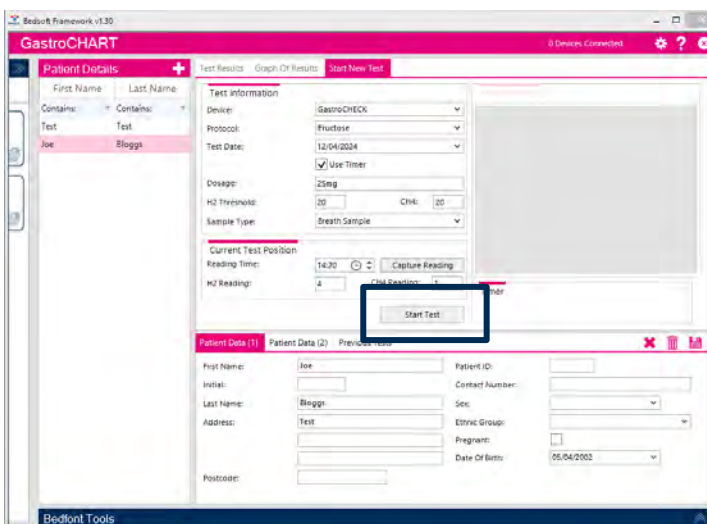 Bedsoft Framework v1.30
GastroCHART
0 Devices Connected
?
Patient Details
Test Results Graph Of Results Start New Test
First Name Last Name
Contains: Contains:
Test Test
Joe Bloggs
Test Information
Device: GastroCHECK
Protocol: Fructose
Test Date: 12/04/2024
Use Timer
Dosage: 25mg
H2 Threshold: 20 CH4: 20
Sample Type: Breath Sample
Current Test Position
Reading Time: 14:20 Capture Reading
H2 Reading: 4 CH4 Reading: 1
Start Test
Patient Data (1) Patient Data (2) Previous Tests
First Name: Joe Patient ID:
Initial: Contact Number:
Last Name: Bloggs Sex:
Address: Test Ethnic Group:
Pregnant:
Date Of Birth: 05/04/2002
Postcode:
Bedfont Tools